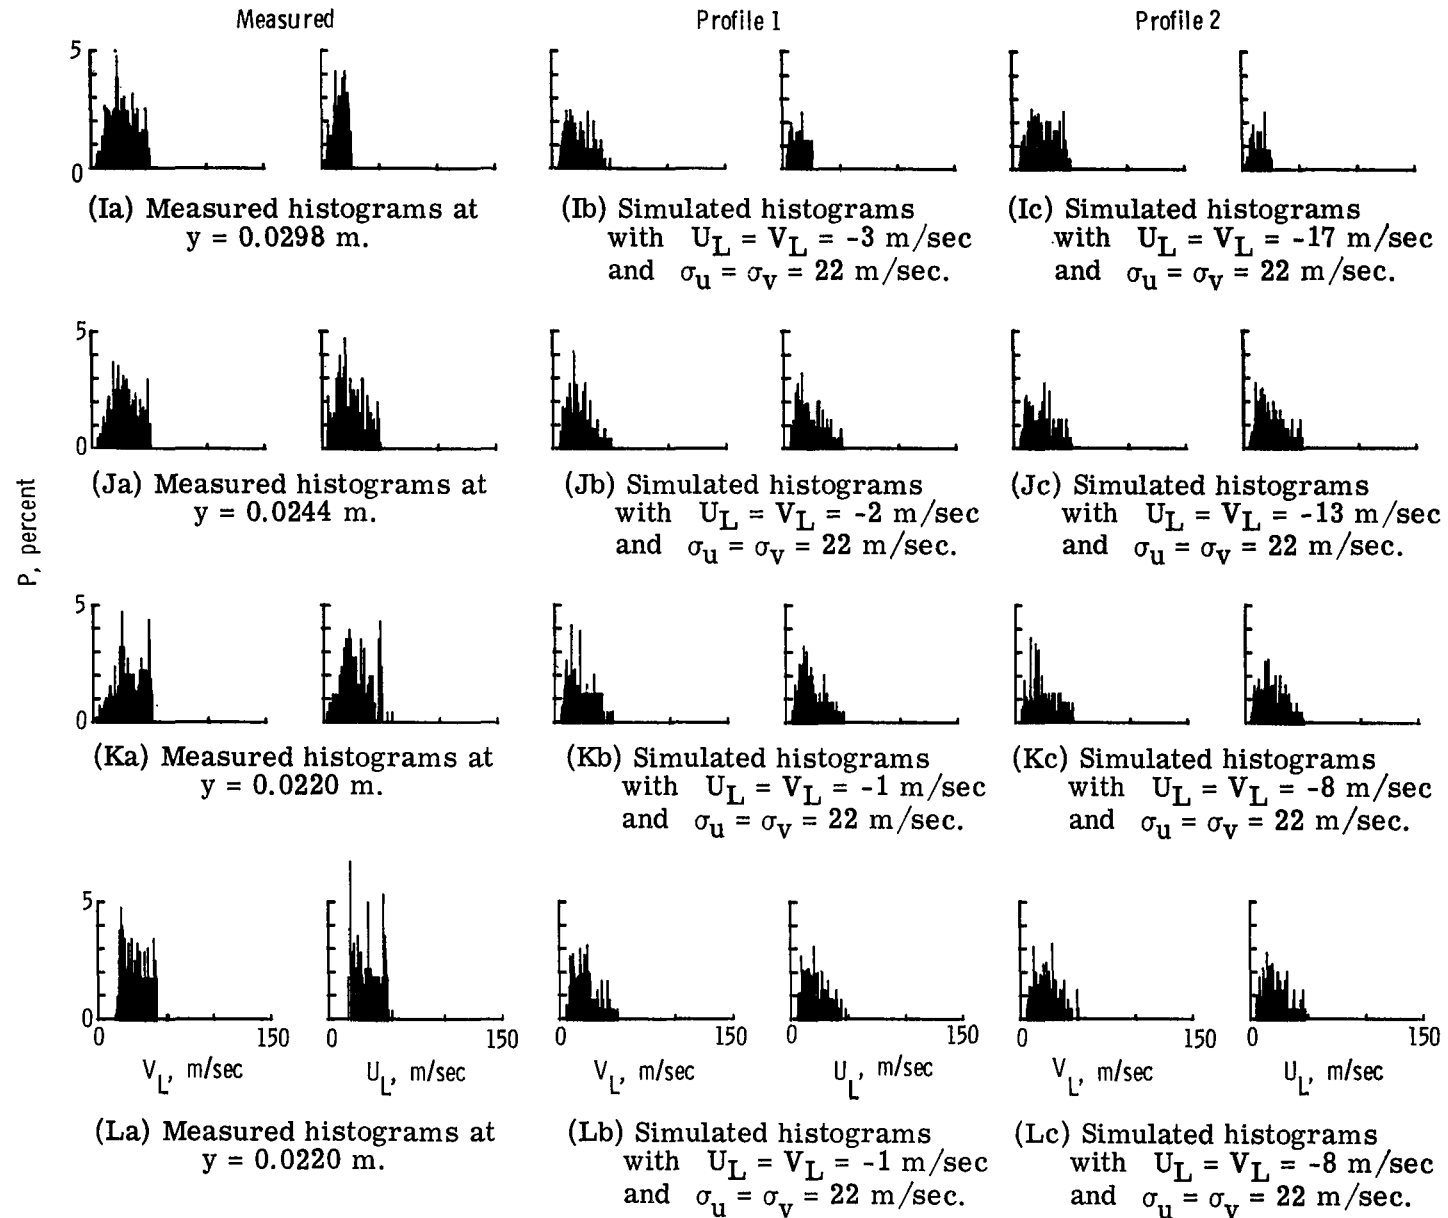 Measured
Profile 1
Profile 2
5
0
(Ia) Measured histograms at
y = 0.0298 m.
(Ib) Simulated histograms
with U_L = V_L = -3 m/sec
and σ_u = σ_v = 22 m/sec.
(Ic) Simulated histograms
with U_L = V_L = -17 m/sec
and σ_u = σ_v = 22 m/sec.
5
0
(Ja) Measured histograms at
y = 0.0244 m.
(Jb) Simulated histograms
with U_L = V_L = -2 m/sec
and σ_u = σ_v = 22 m/sec.
(Jc) Simulated histograms
with U_L = V_L = -13 m/sec
and σ_u = σ_v = 22 m/sec.
P, percent
5
0
(Ka) Measured histograms at
y = 0.0220 m.
(Kb) Simulated histograms
with U_L = V_L = -1 m/sec
and σ_u = σ_v = 22 m/sec.
(Kc) Simulated histograms
with U_L = V_L = -8 m/sec
and σ_u = σ_v = 22 m/sec.
5
0
0 150 0 150 0 150 0 150
V_L, m/sec U_L, m/sec V_L, m/sec U_L, m/sec V_L, m/sec U_L, m/sec
(La) Measured histograms at
y = 0.0220 m.
(Lb) Simulated histograms
with U_L = V_L = -1 m/sec
and σ_u = σ_v = 22 m/sec.
(Lc) Simulated histograms
with U_L = V_L = -8 m/sec
and σ_u = σ_v = 22 m/sec.